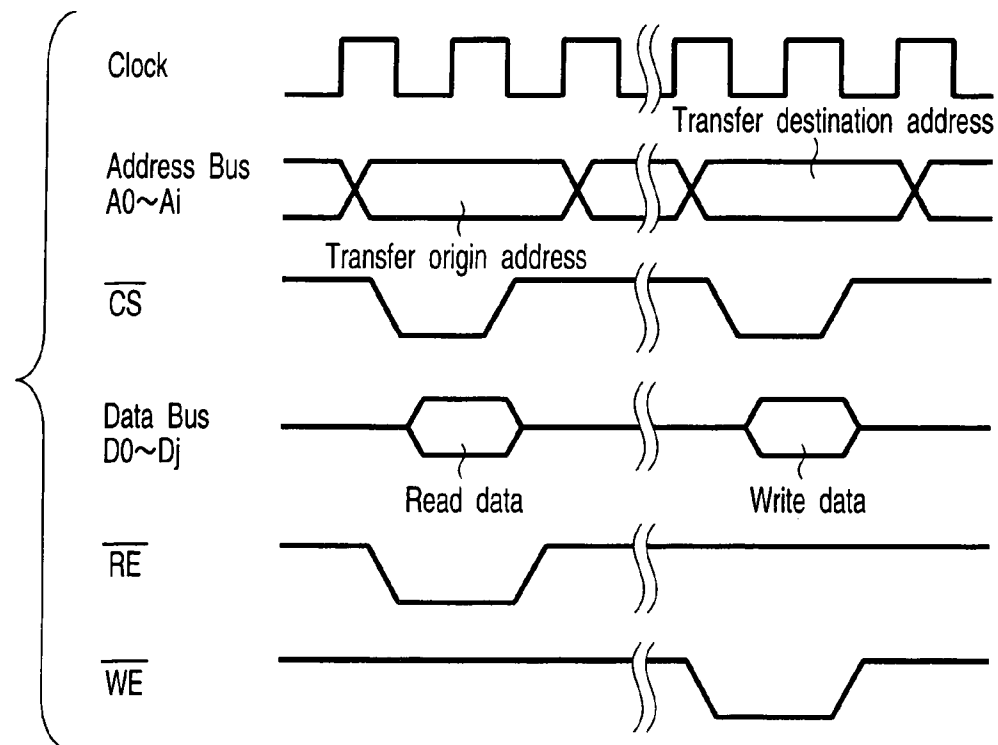 Clock
Transfer destination address
Address Bus
A0~Ai
Transfer origin address
CS
Data Bus
D0~Dj
Read data
Write data
RE
WE